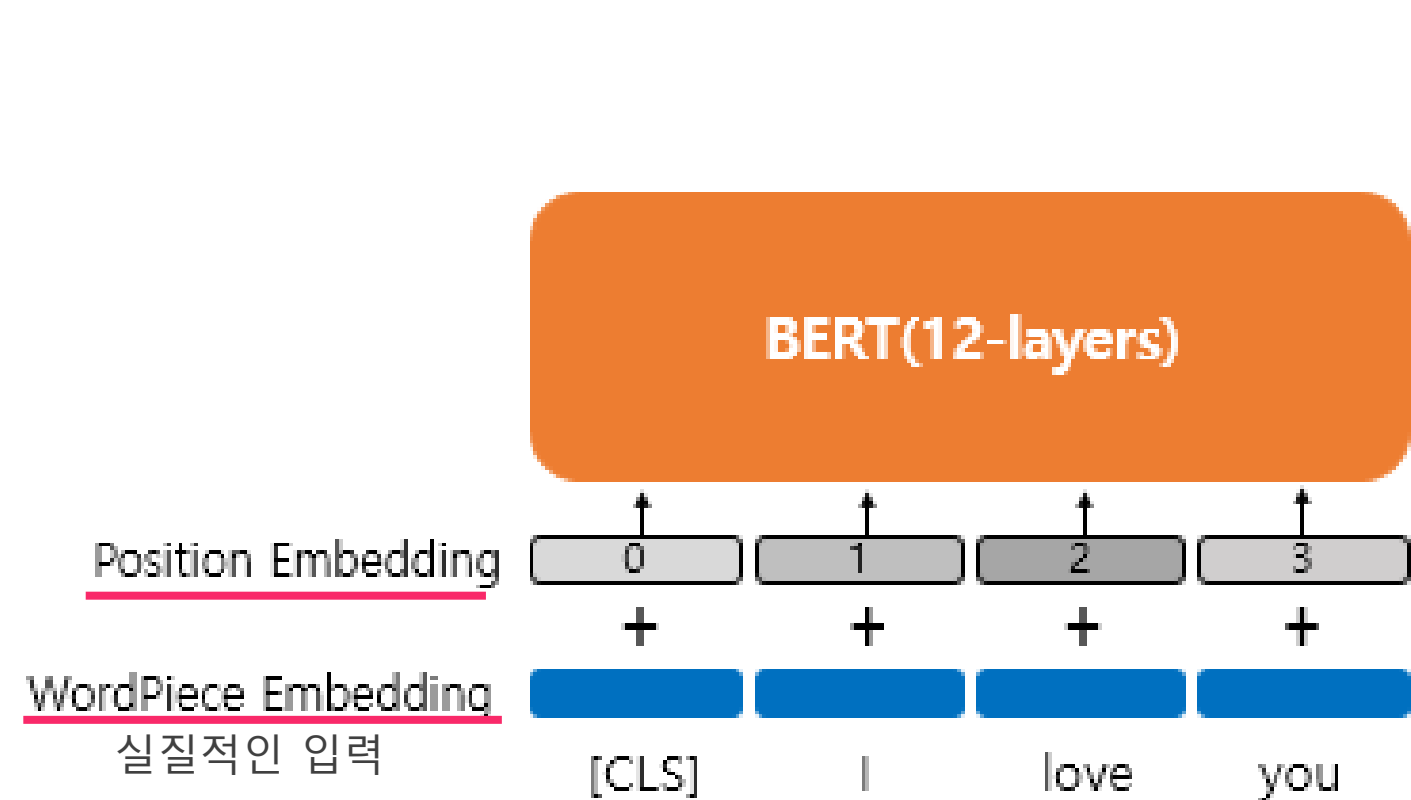 BERT(12-layers)
Position Embedding 0 1 2 3
+ + + +
WordPiece Embedding
실질적인 입력
[CLS] I love you